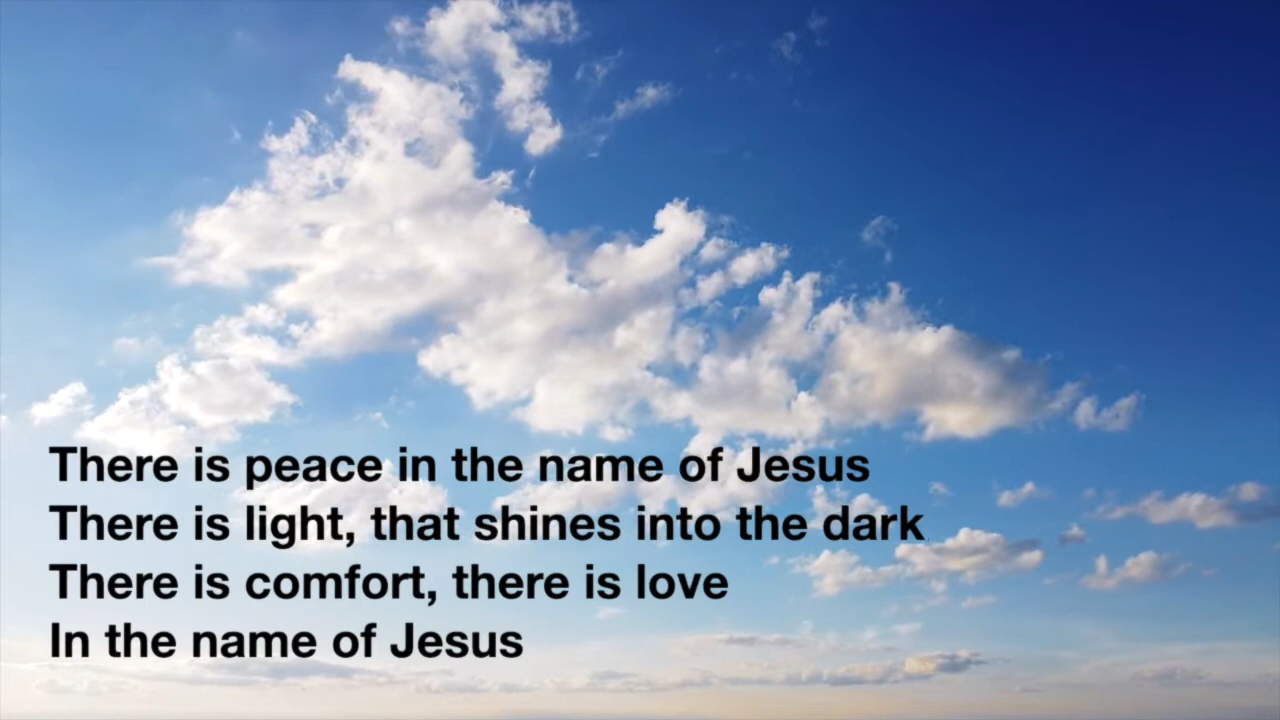 There is peace in the name of Jesus
There is light, that shines into the dark
There is comfort, there is love
In the name of Jesus